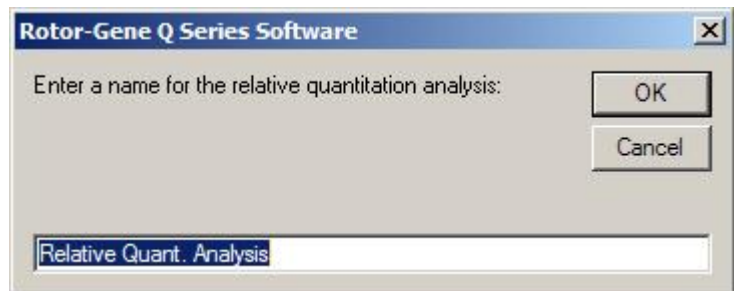 Rotor-Gene Q Series Software
Enter a name for the relative quantitation analysis:
OK
Cancel
Relative Quant. Analysis